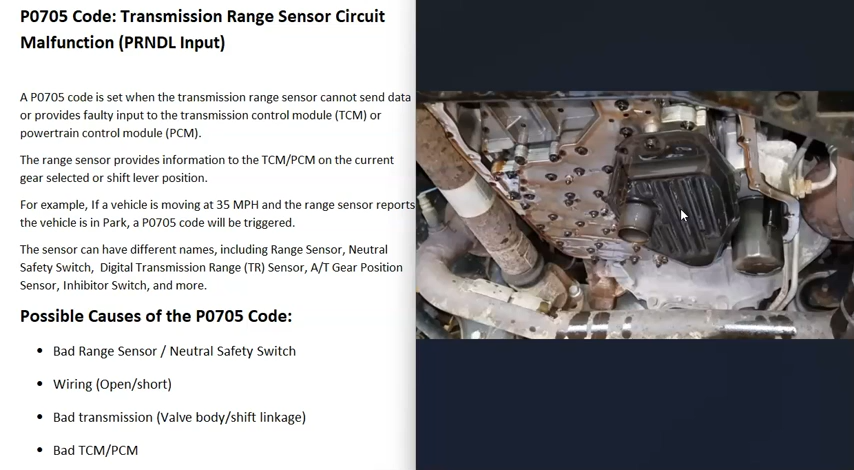 P0705 Code: Transmission Range Sensor Circuit
Malfunction (PRNDL Input)
A P0705 code is set when the transmission range sensor cannot send data
or provides faulty input to the transmission control module (TCM) or
powertrain control module (PCM).
The range sensor provides information to the TCM/PCM on the current
gear selected or shift lever position.
For example, If a vehicle is moving at 35 MPH and the range sensor reports
the vehicle is in Park, a P0705 code will be triggered.
The sensor can have different names, including Range Sensor, Neutral
Safety Switch,  Digital Transmission Range (TR) Sensor, A/T Gear Position
Sensor, Inhibitor Switch, and more.
Possible Causes of the P0705 Code:
• Bad Range Sensor / Neutral Safety Switch
• Wiring (Open/short)
• Bad transmission (Valve body/shift linkage)
• Bad TCM/PCM